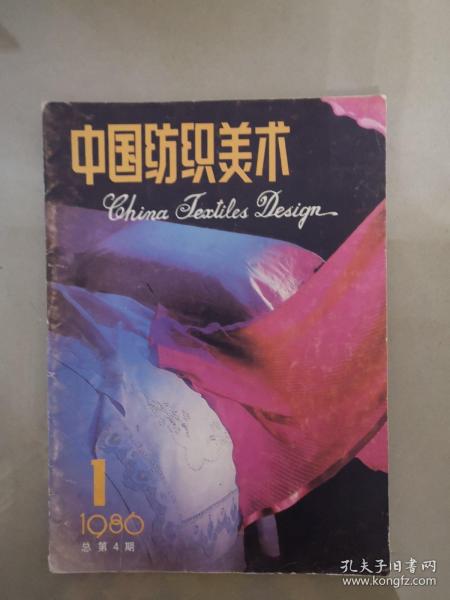 中国纺织美术
China Textiles Design
1
1986
总第4期
孔夫子旧书网
www.kongfz.com